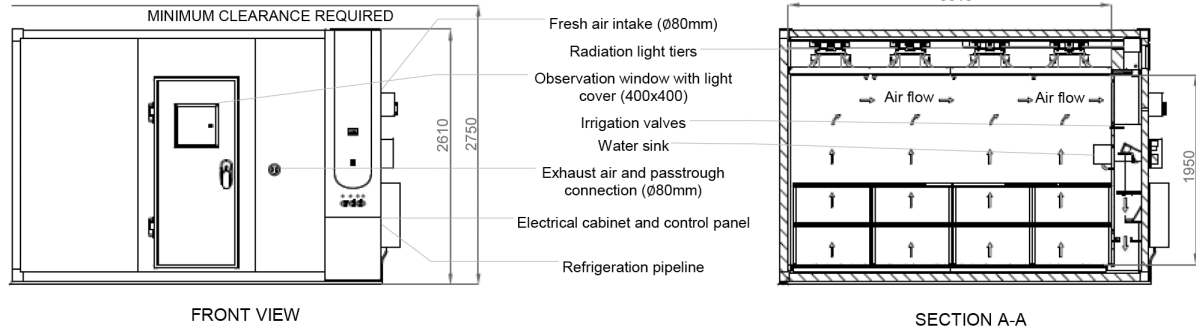 MINIMUM CLEARANCE REQUIRED
Fresh air intake (Ø80mm)
Radiation light tiers
Observation window with light
cover (400x400)
Irrigation valves
Water sink
Exhaust air and passtrough
connection (Ø80mm)
Electrical cabinet and control panel
Refrigeration pipeline
2610
2750
FRONT VIEW
Air flow
Air flow
1950
SECTION A-A